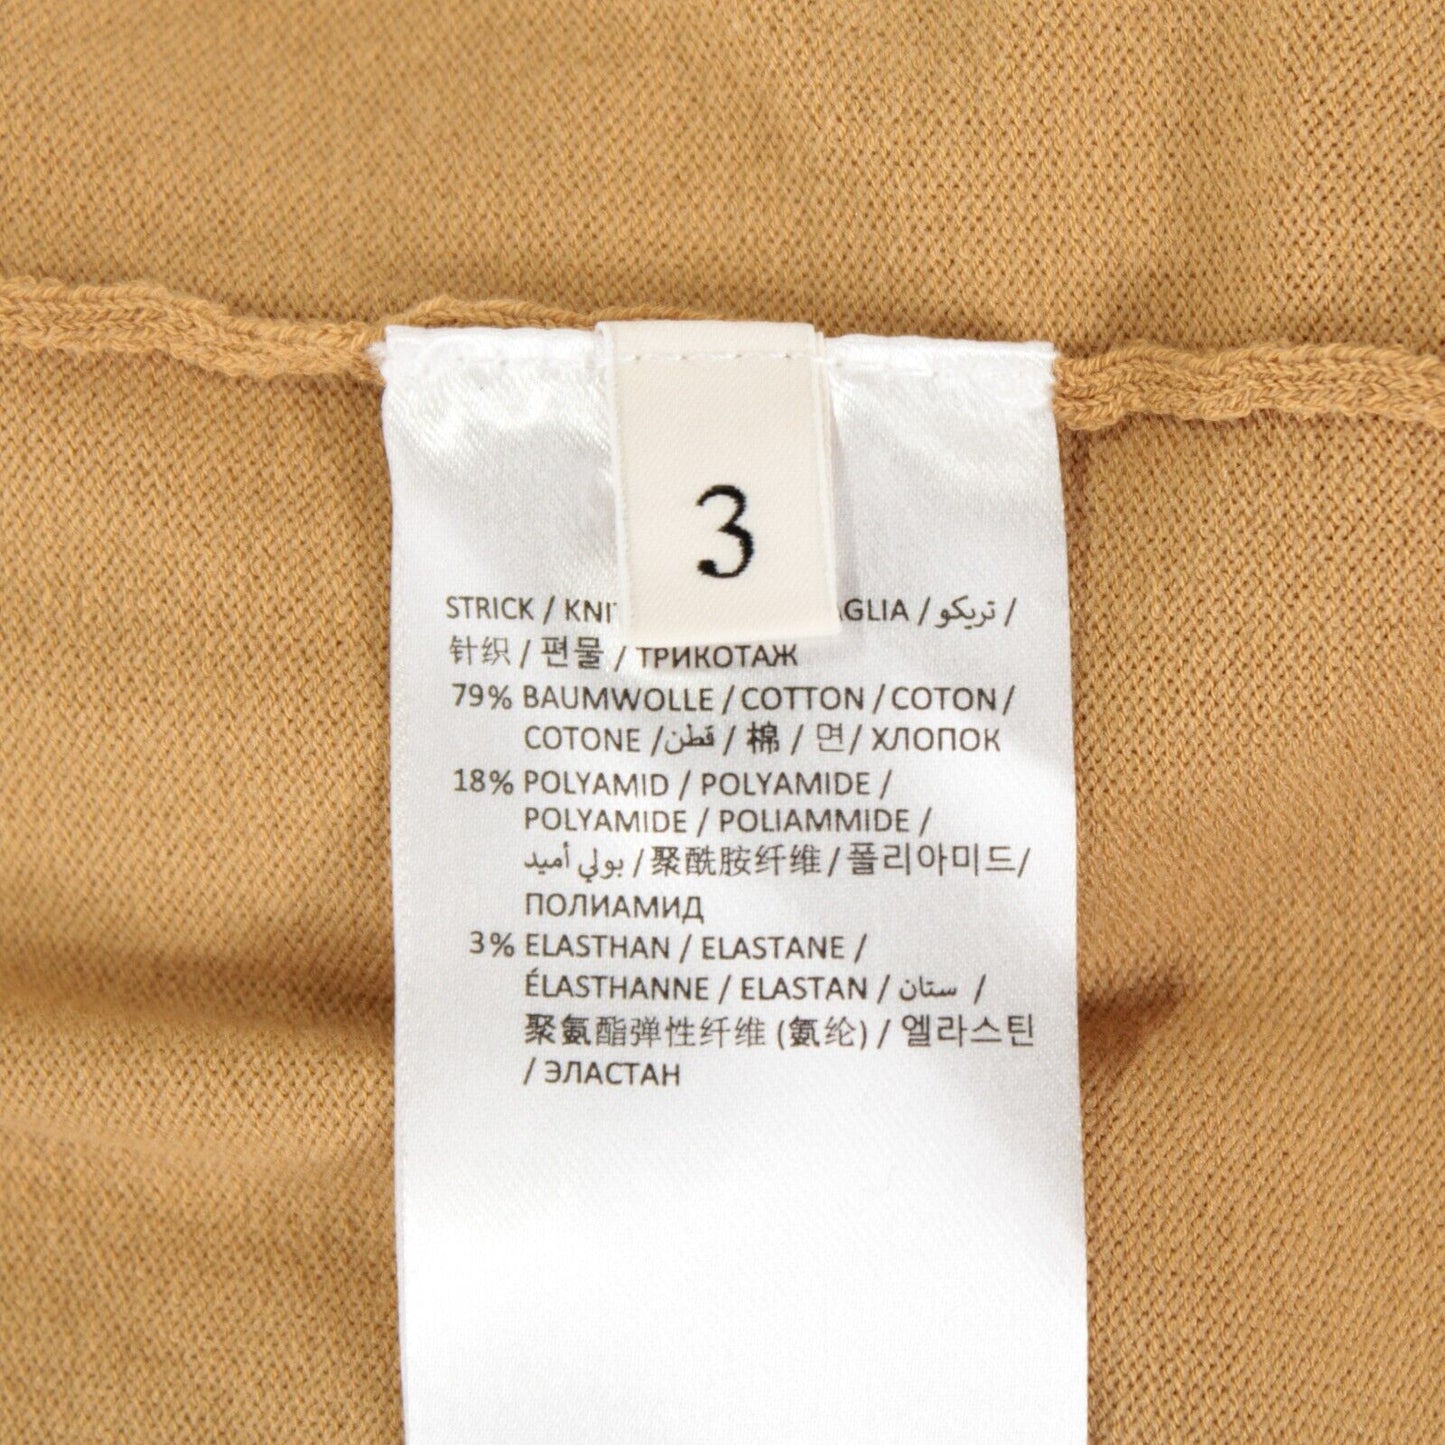 3
STRICK / / تريكو /
针织 / 편물 / ТРИКОТАЖ
79% BAUMWOLLE / COTTON / COTON /
COTONE / قطن / 棉 / 면 / ХЛОПОК
18% POLYAMID / POLYAMIDE /
POLYAMIDE / POLIAMMIDE /
بولي أميد / 聚酰胺纤维 / 폴리아미드 /
ПОЛИАМИД
3% ELASTHAN / ELASTANE /
ÉLASTHANNE / ELASTAN / ستان /
聚氨酯弹性纤维 (氨纶) / 엘라스틴
/ ЭЛАСТАН